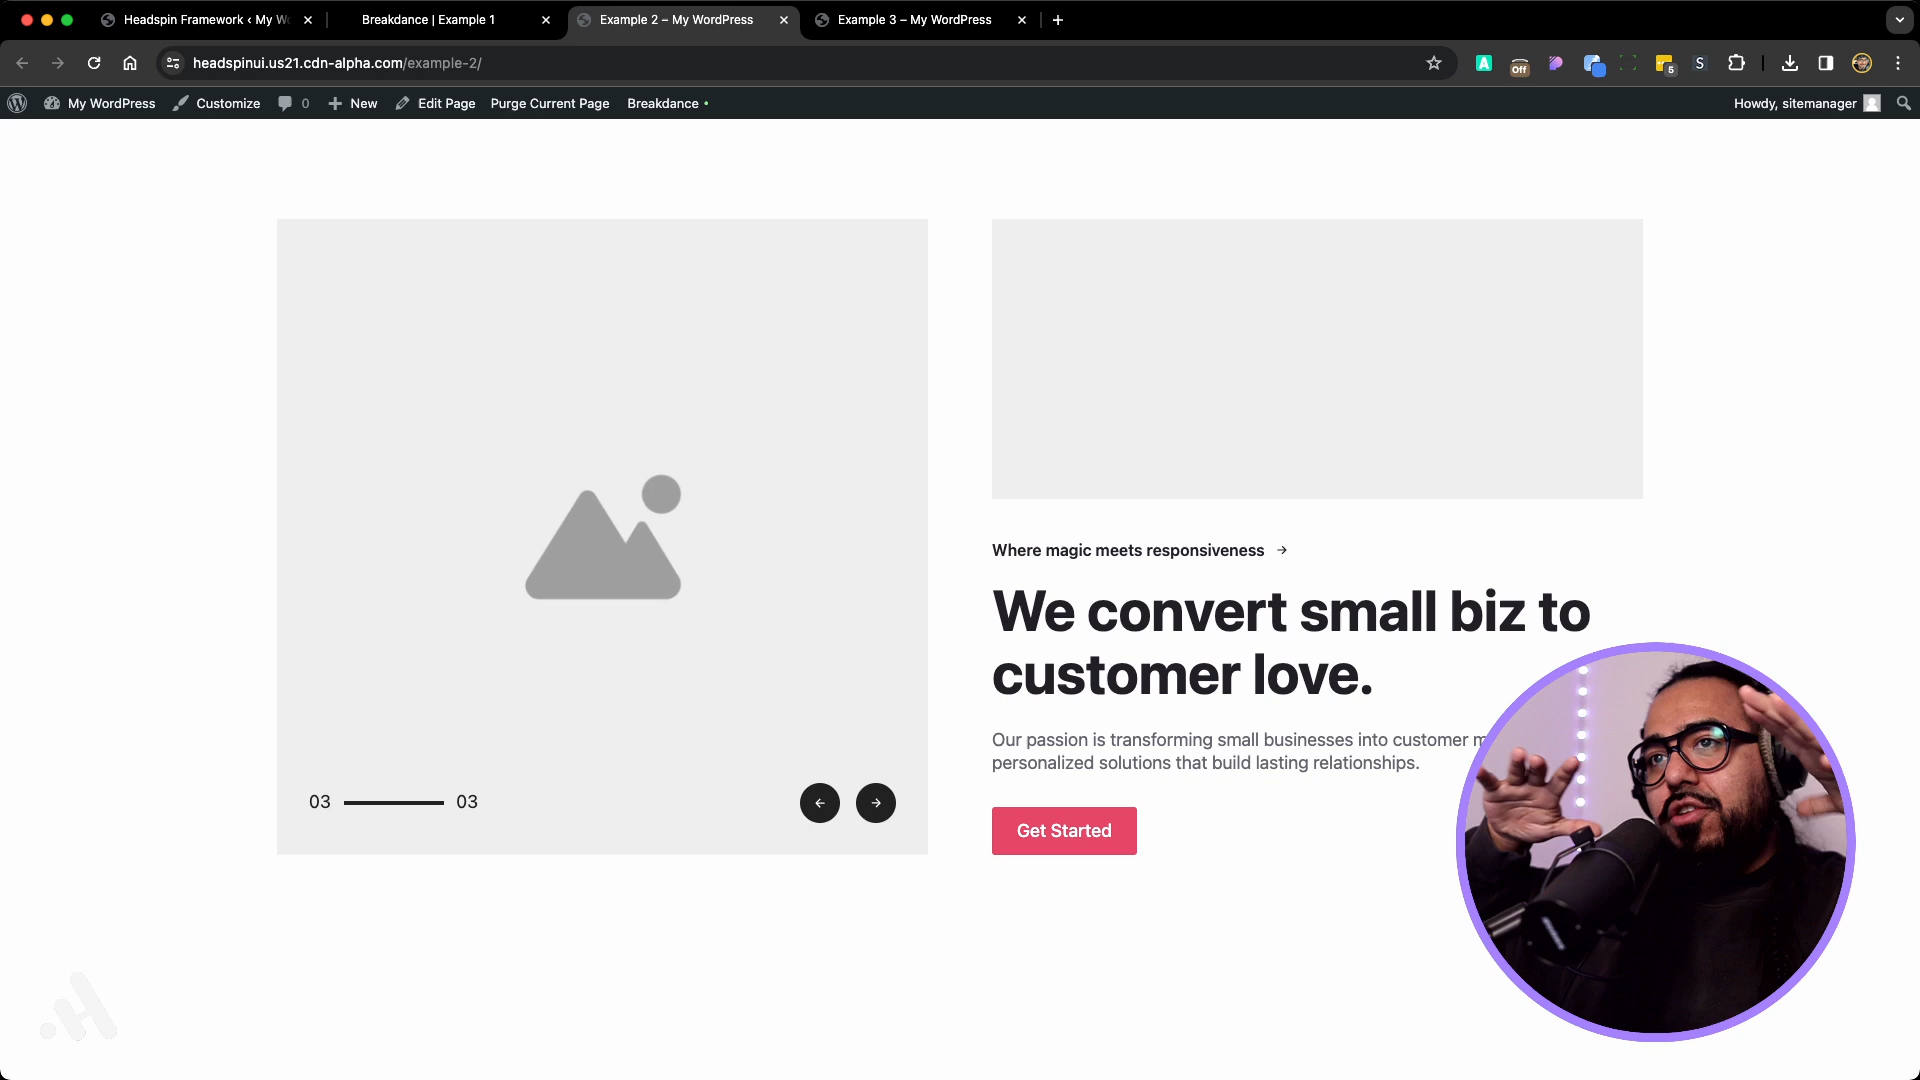 Headspin Framework ‹ My W
Breakdance | Example 1
Example 2 – My WordPress
Example 3 – My WordPress
headspinui.us21.cdn-alpha.com/example-2/
A
Off
5
S
My WordPress
Customize
0
New
Edit Page
Purge Current Page
Breakdance
Howdy, sitemanager
Where magic meets responsiveness →
We convert small biz to
customer love.
Our passion is transforming small businesses into customer
personalized solutions that build lasting relationships.
03
03
Get Started
.H